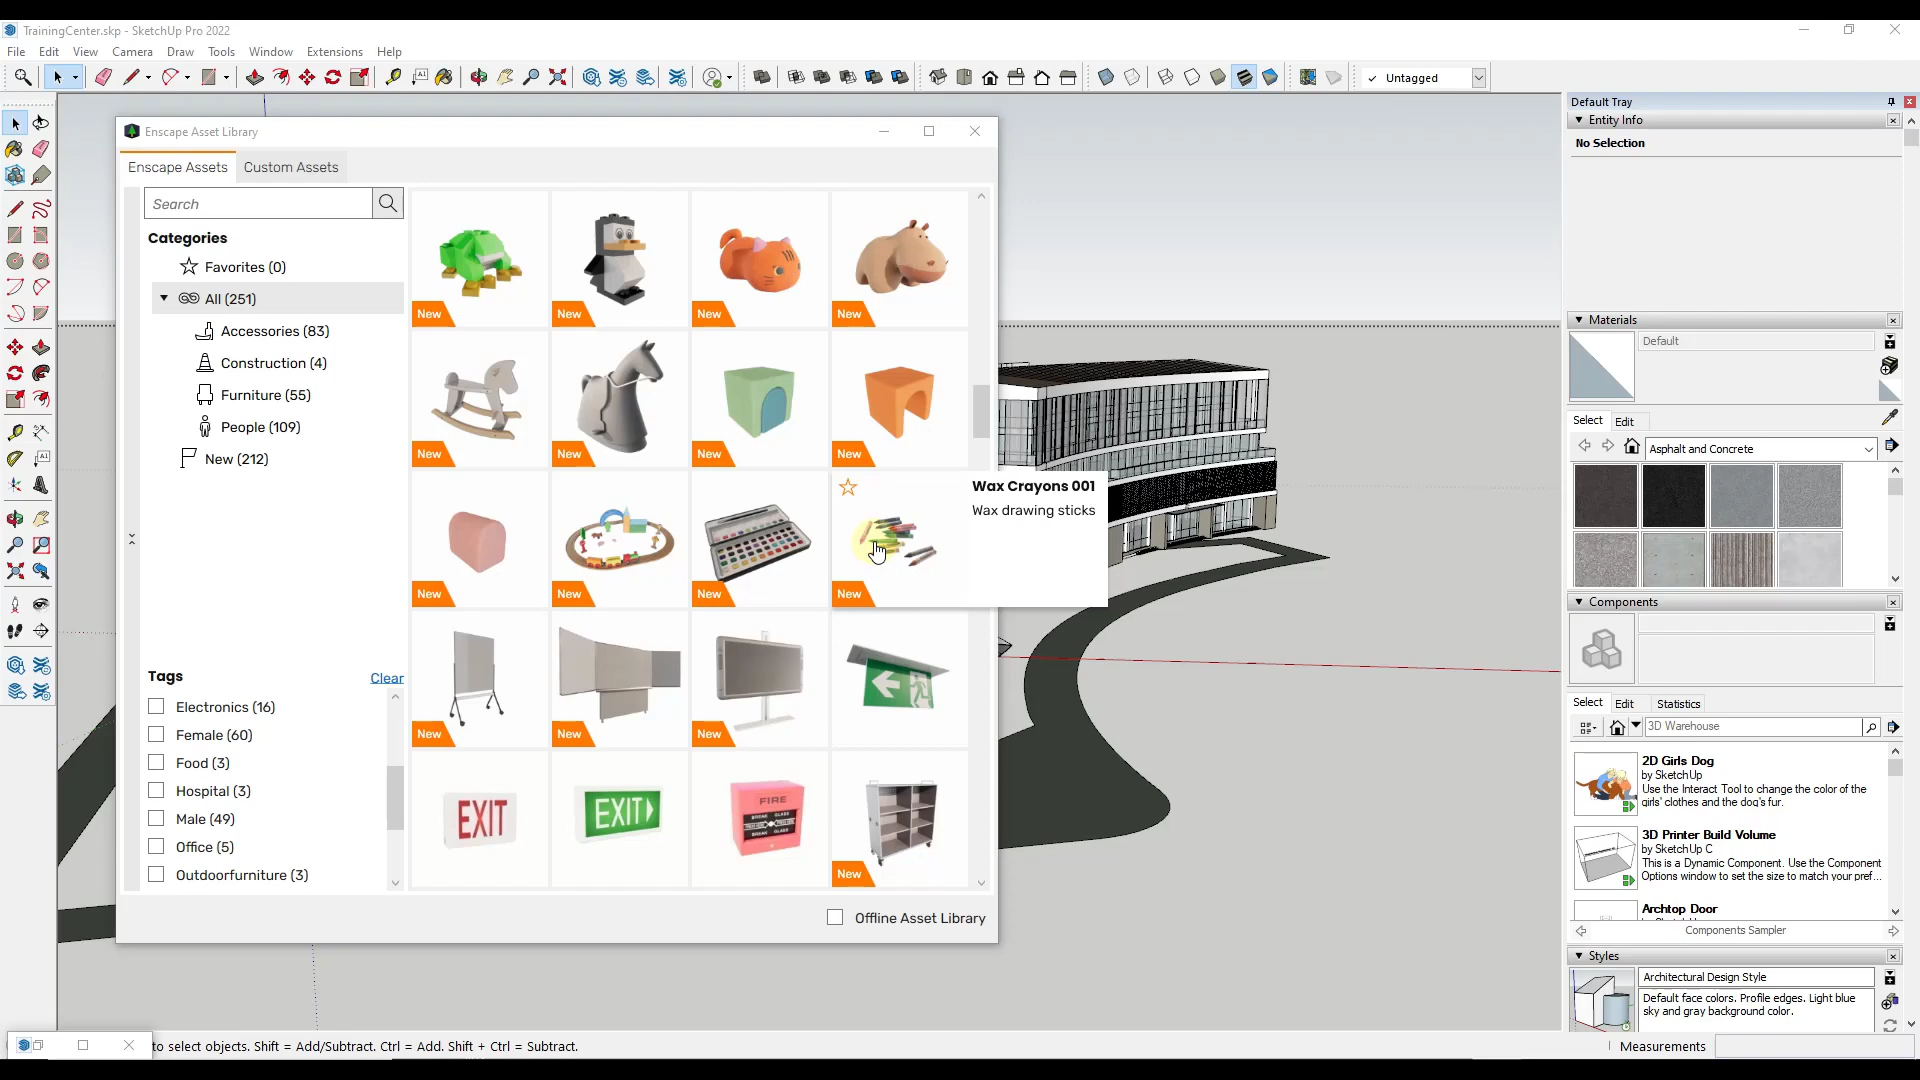 TrainingCenter.skp - SketchUp Pro 2022
File Edit View Camera Draw Tools Window Extensions Help
Untagged
Default Tray
Entity Info
No Selection
Enscape Asset Library
Enscape Assets Custom Assets
Search
Categories
Favorites (0)
All (251)
Accessories (83)
Construction (4)
Furniture (55)
People (109)
New (212)
Tags Clear
Electronics (16)
Female (60)
Food (3)
Hospital (3)
Male (49)
Office (5)
Outdoorfurniture (3)
New New New New
New New New New
Wax Crayons 001
Wax drawing sticks
New New New New
New New New
EXIT EXIT FIRE
BREAK GLASS
BREAK GLASS
New
Offline Asset Library
Materials
Default
Select Edit
Asphalt and Concrete
Components
Select Edit Statistics
3D Warehouse
2D Girls Dog
by SketchUp
Use the Interact Tool to change the color of the
girls' clothes and the dog's fur.
3D Printer Build Volume
by SketchUp C
This is a Dynamic Component. Use the Component
Options window to set the size to match your pref...
Archtop Door
Components Sampler
Styles
Architectural Design Style
Default face colors. Profile edges. Light blue
sky and gray background color.
to select objects. Shift = Add/Subtract. Ctrl = Add. Shift + Ctrl = Subtract.
Measurements